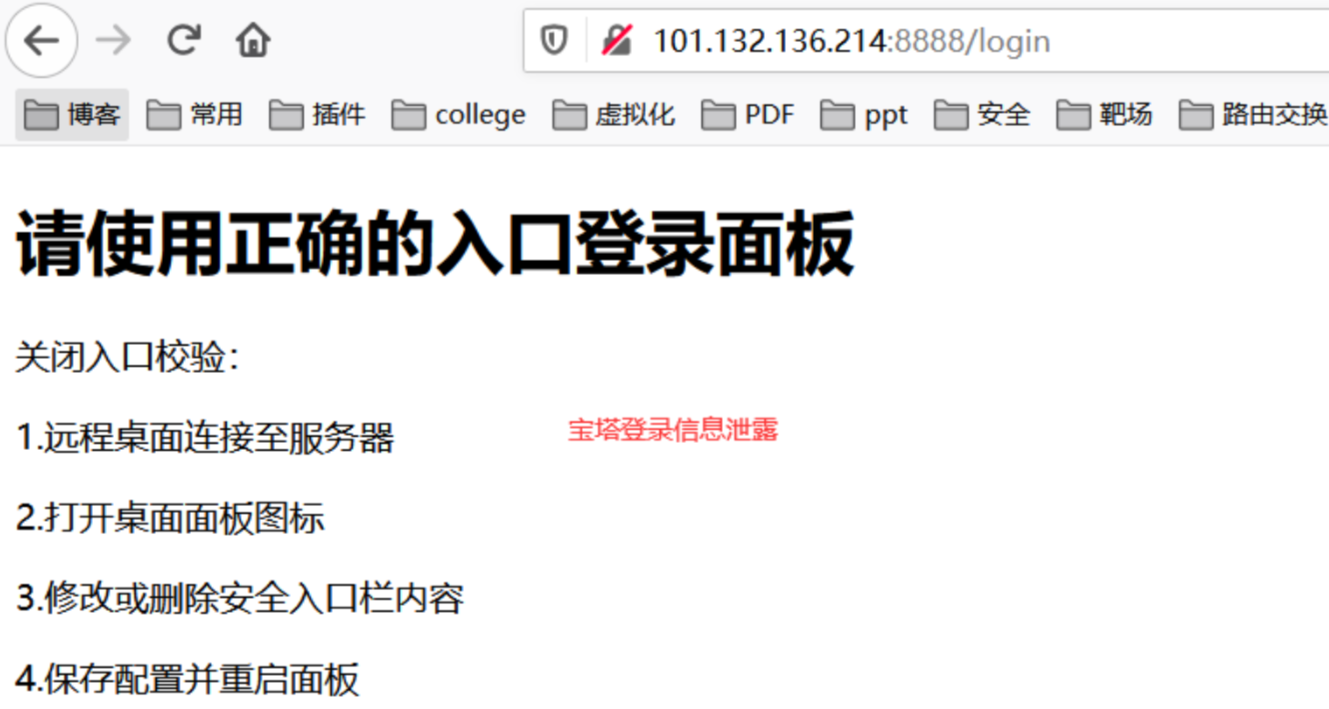 101.132.136.214:8888/login
博客 常用 插件 college 虚拟化 PDF ppt 安全 靶场 路由交换
请使用正确的入口登录面板
关闭入口校验：
1.远程桌面连接至服务器
宝塔登录信息泄露
2.打开桌面面板图标
3.修改或删除安全入口栏内容
4.保存配置并重启面板